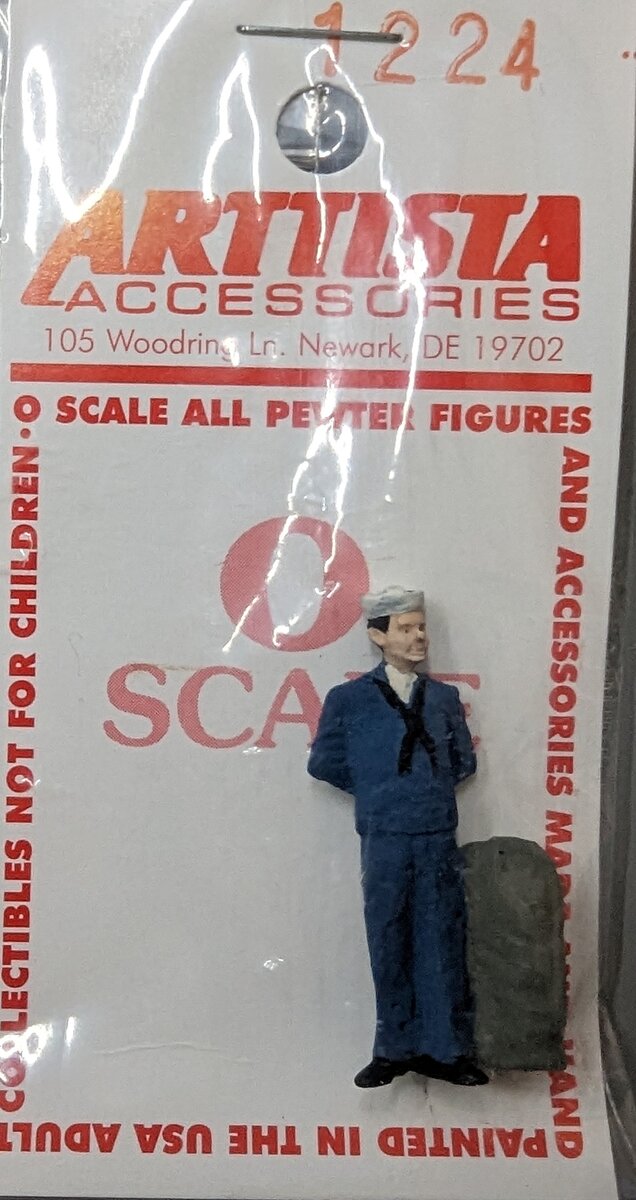 1224
ARTTISTA
ACCESSORIES
105 Woodring Ln. Newark, DE 19702
O SCALE ALL PEWTER FIGURES
AND ACCESSORIES MADE AND HAND
PAINTED IN THE USA ADULT
COLLECTIBLES NOT FOR CHILDREN •
O
SCALE